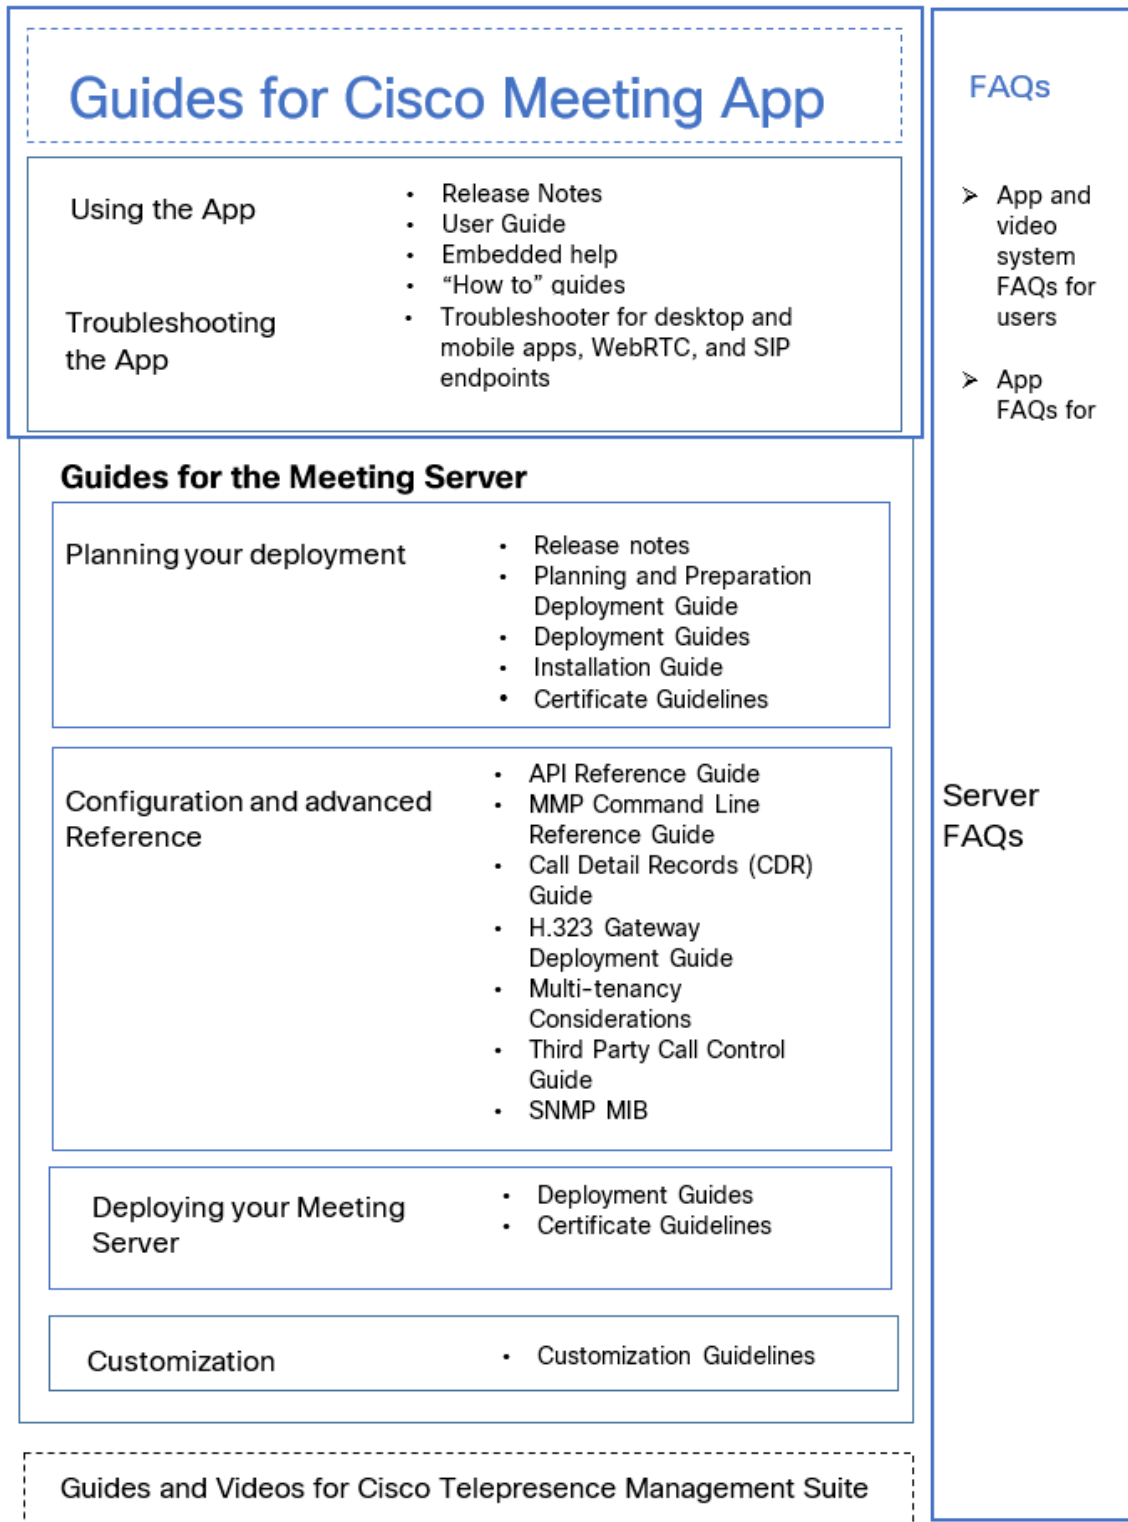 Guides for Cisco Meeting App
Using the App
• Release Notes
• User Guide
• Embedded help
• “How to” guides
Troubleshooting
the App
• Troubleshooter for desktop and
mobile apps, WebRTC, and SIP
endpoints
Guides for the Meeting Server
Planning your deployment
• Release notes
• Planning and Preparation
Deployment Guide
• Deployment Guides
• Installation Guide
• Certificate Guidelines
Configuration and advanced
Reference
• API Reference Guide
• MMP Command Line
Reference Guide
• Call Detail Records (CDR)
Guide
• H.323 Gateway
Deployment Guide
• Multi-tenancy
Considerations
• Third Party Call Control
Guide
• SNMP MIB
Deploying your Meeting
Server
• Deployment Guides
• Certificate Guidelines
Customization
• Customization Guidelines
Guides and Videos for Cisco Telepresence Management Suite
FAQs
➢ App and
video
system
FAQs for
users
➢ App
FAQs for
Server
FAQs